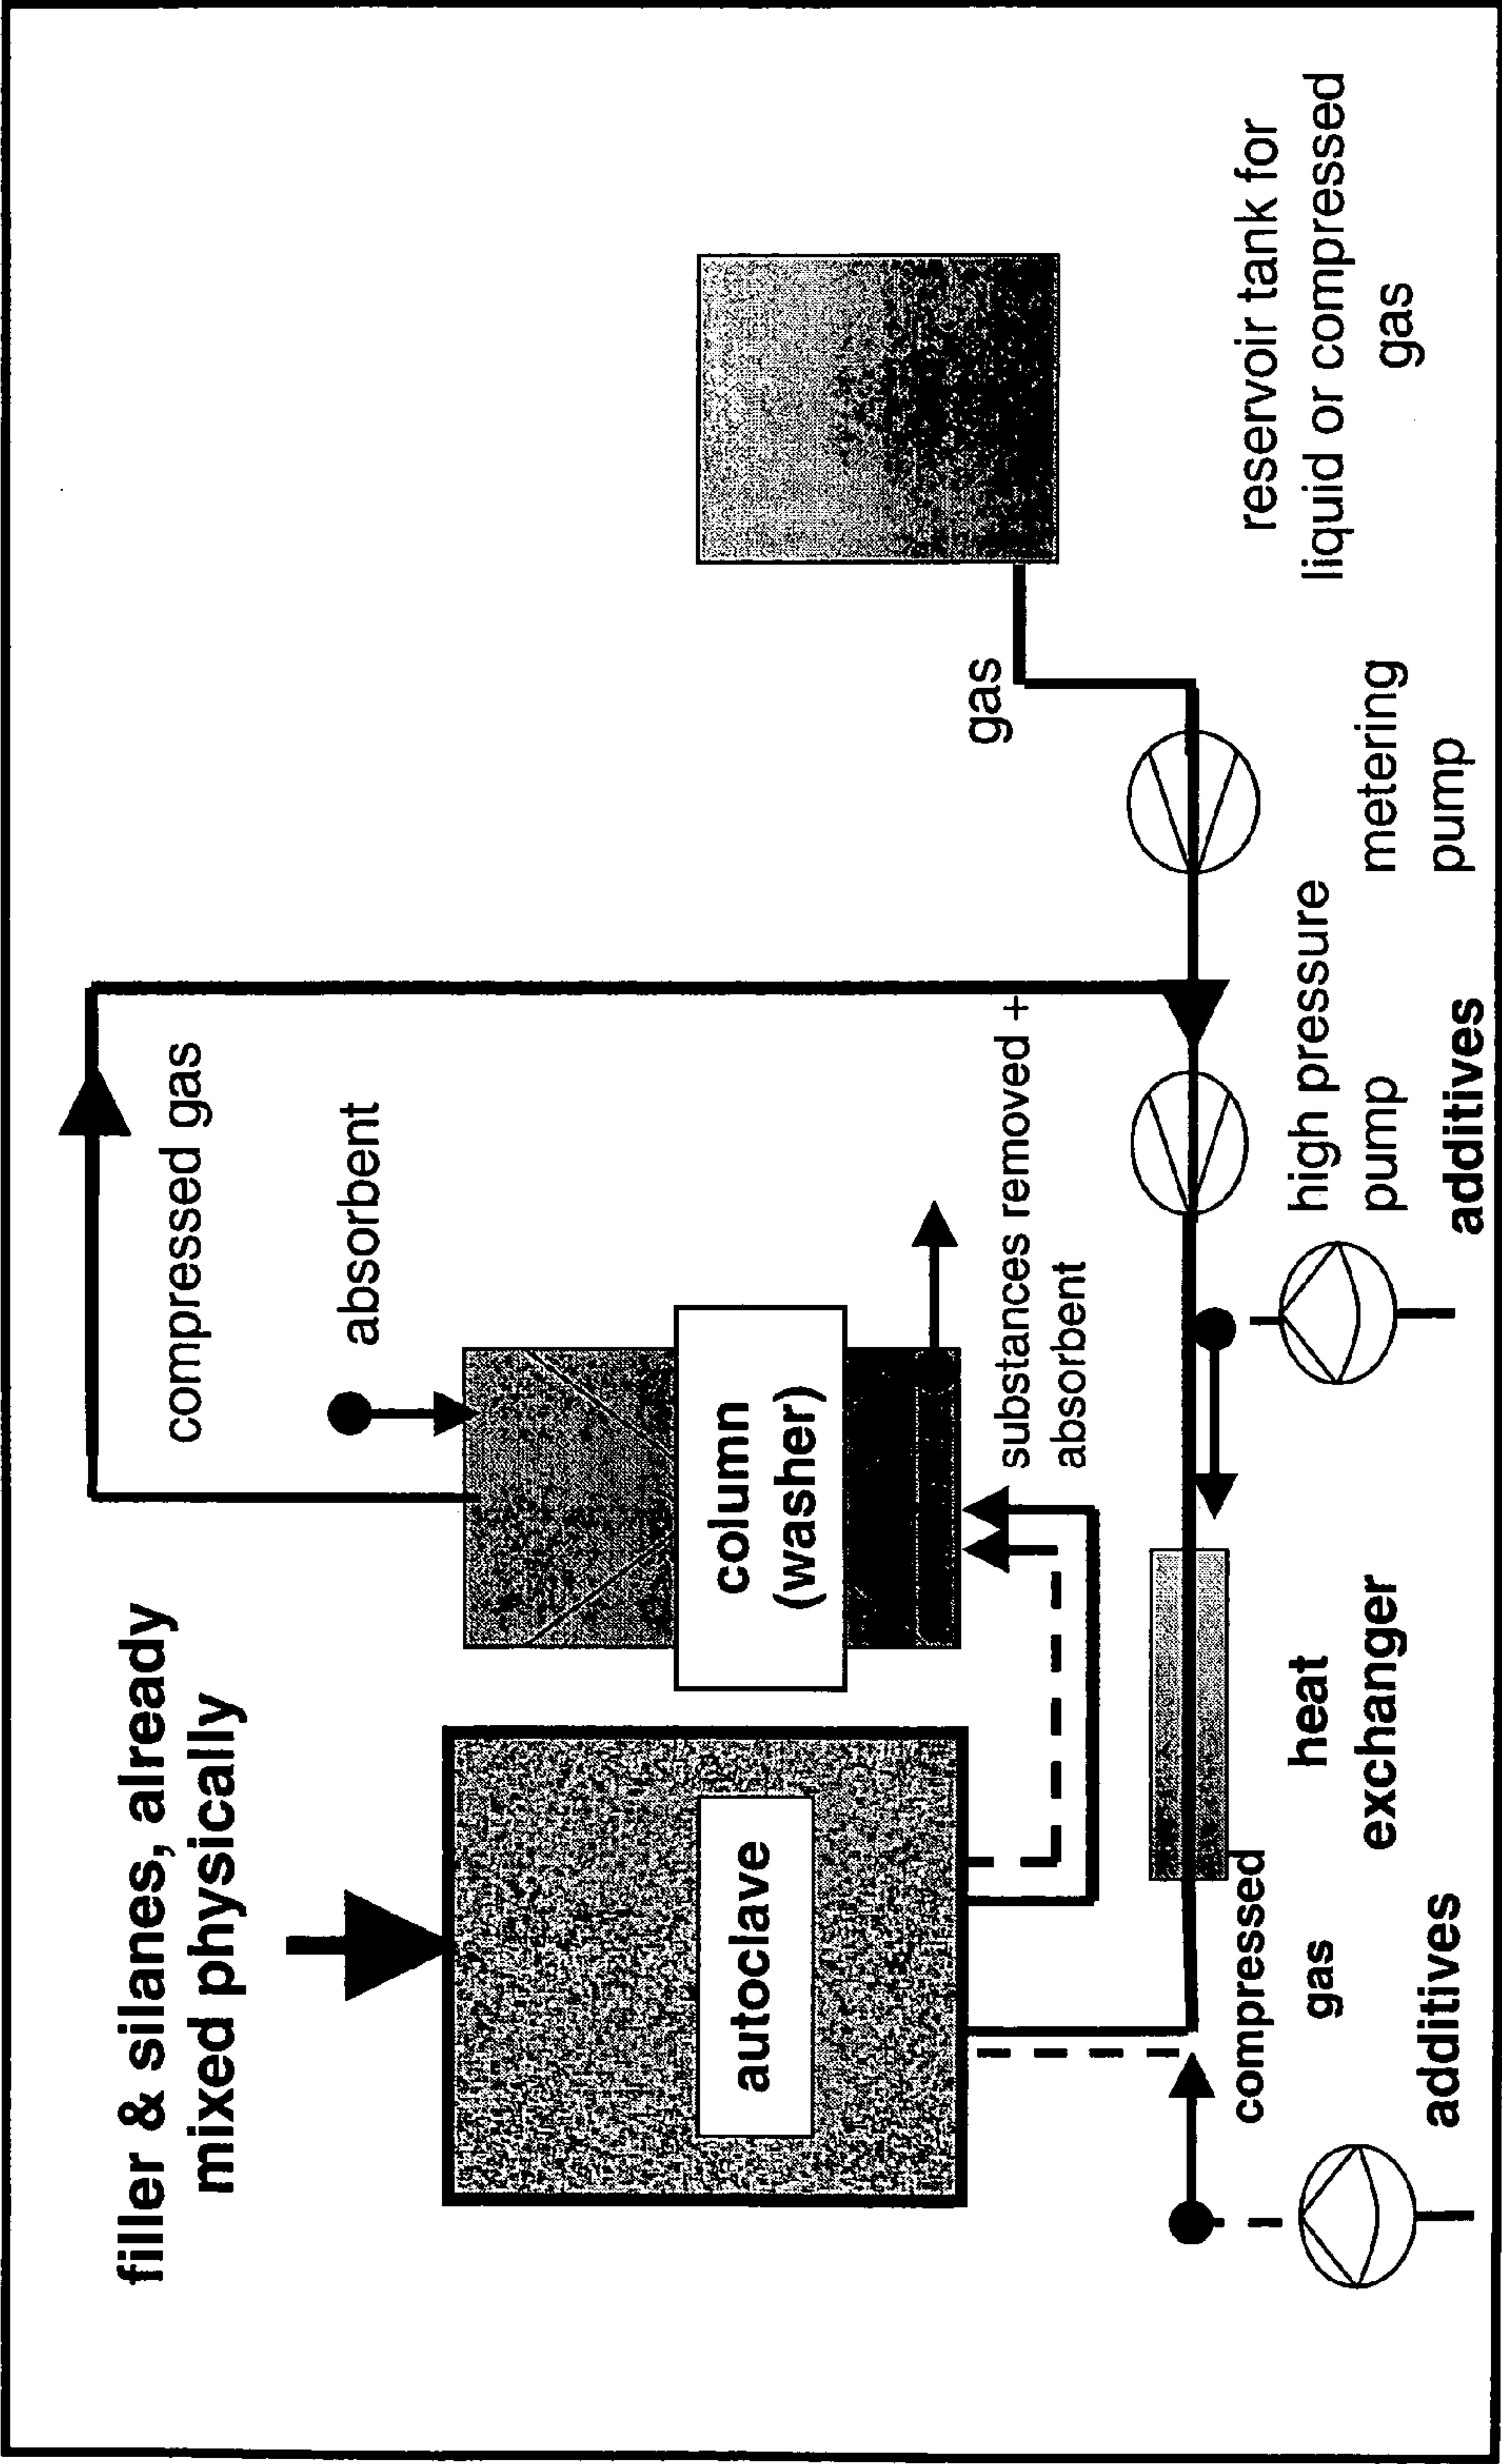 filler & silanes, already
mixed physically
compressed gas
absorbent
autoclave
column
(washer)
gas
substances removed +
absorbent
compressed
gas
heat
exchanger
high pressure
pump
metering
pump
reservoir tank for
liquid or compressed
gas
additives
additives